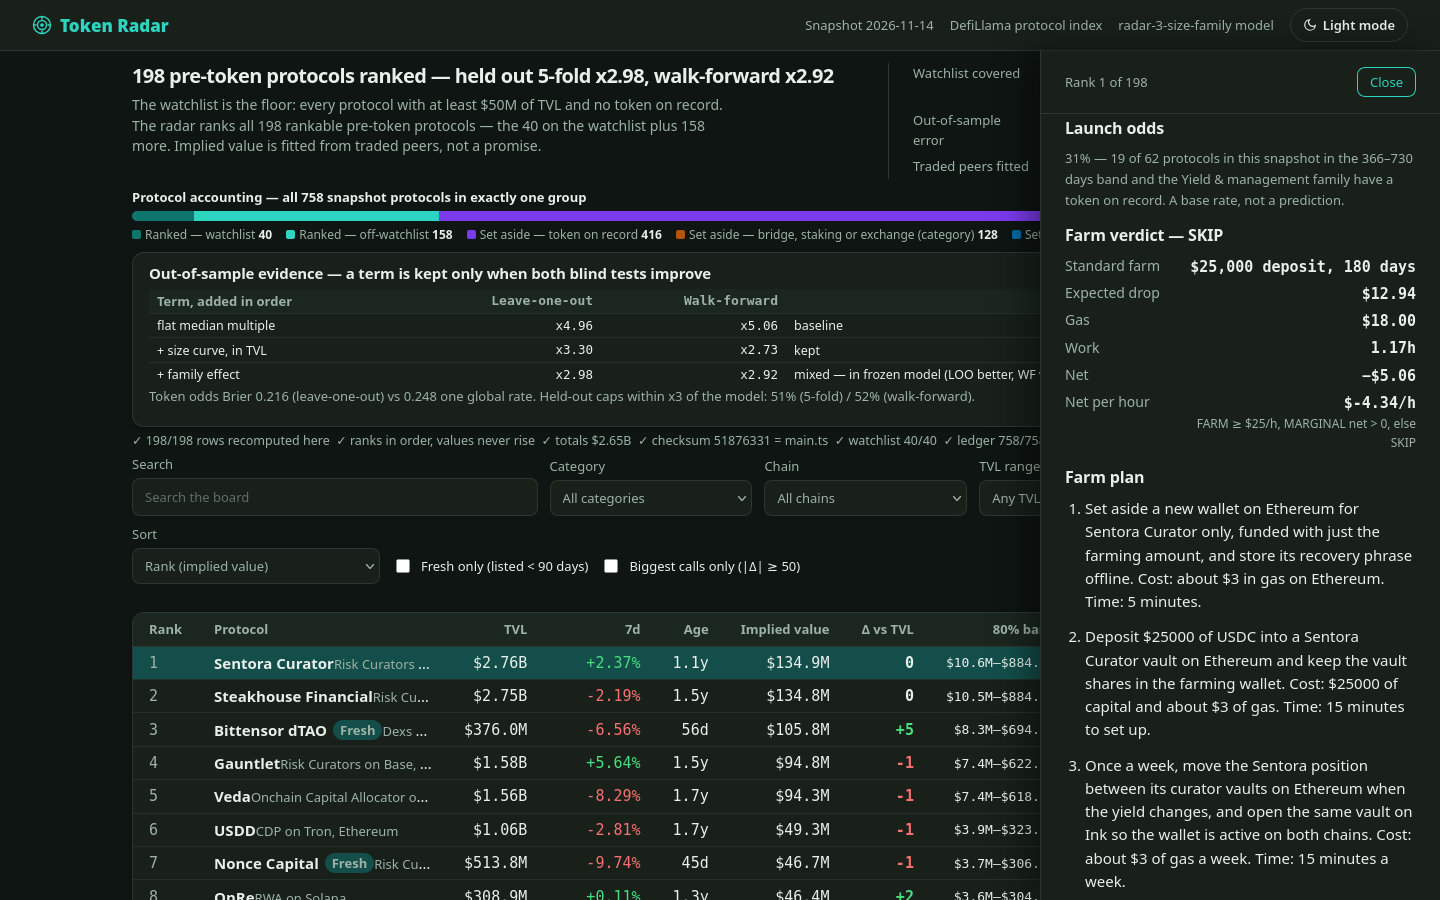 Token Radar
Snapshot 2026-11-14 DefiLlama protocol index radar-3-size-family model Light mode
198 pre-token protocols ranked — held out 5-fold x2.98, walk-forward x2.92
The watchlist is the floor: every protocol with at least $50M of TVL and no token on record.
The radar ranks all 198 rankable pre-token protocols — the 40 on the watchlist plus 158
more. Implied value is fitted from traded peers, not a promise.
Watchlist covered
Out-of-sample
error
Traded peers fitted
Protocol accounting — all 758 snapshot protocols in exactly one group
Ranked — watchlist 40 Ranked — off-watchlist 158 Set aside — token on record 416 Set aside — bridge, staking or exchange (category) 128 Set
Out-of-sample evidence — a term is kept only when both blind tests improve
Term, added in order Leave-one-out Walk-forward
flat median multiple x4.96 x5.06 baseline
+ size curve, in TVL x3.30 x2.73 kept
+ family effect x2.98 x2.92 mixed — in frozen model (LOO better, WF
Token odds Brier 0.216 (leave-one-out) vs 0.248 one global rate. Held-out caps within x3 of the model: 51% (5-fold) / 52% (walk-forward).
✓ 198/198 rows recomputed here ✓ ranks in order, values never rise ✓ totals $2.65B ✓ checksum 51876331 = main.ts ✓ watchlist 40/40 ✓ ledger 758/758
Search
Search the board
Category
All categories
Chain
All chains
TVL range
Any TVL
Sort
Rank (implied value)
Fresh only (listed < 90 days)
Biggest calls only (|Δ| ≥ 50)
Rank Protocol TVL 7d Age Implied value Δ vs TVL 80% ba
1 Sentora Curator Risk Curators ... $2.76B +2.37% 1.1y $134.9M 0 $10.6M–$884.
2 Steakhouse Financial Risk Cu... $2.75B -2.19% 1.5y $134.8M 0 $10.5M–$884.
3 Bittensor dTAO Fresh Dexs ... $376.0M -6.56% 56d $105.8M +5 $8.3M–$694.
4 Gauntlet Risk Curators on Base, ... $1.58B +5.64% 1.5y $94.8M -1 $7.4M–$622.
5 Veda Onchain Capital Allocator o... $1.56B -8.29% 1.7y $94.3M -1 $7.4M–$618.
6 USDD CDP on Tron, Ethereum $1.06B -2.81% 1.7y $49.3M -1 $3.9M–$323.
7 Nonce Capital Fresh Risk Cu... $513.8M -9.74% 45d $46.7M -1 $3.7M–$306.
8 OnRe RWA on Solana $308.9M +0.11% 1.3y $46.4M +2 $3.6M–$304.
Rank 1 of 198
Close
Launch odds
31% — 19 of 62 protocols in this snapshot in the 366–730
days band and the Yield & management family have a
token on record. A base rate, not a prediction.
Farm verdict — SKIP
Standard farm $25,000 deposit, 180 days
Expected drop $12.94
Gas $18.00
Work 1.17h
Net −$5.06
Net per hour $-4.34/h
FARM ≥ $25/h, MARGINAL net > 0, else
SKIP
Farm plan
1. Set aside a new wallet on Ethereum for
Sentora Curator only, funded with just the
farming amount, and store its recovery phrase
offline. Cost: about $3 in gas on Ethereum.
Time: 5 minutes.
2. Deposit $25000 of USDC into a Sentora
Curator vault on Ethereum and keep the vault
shares in the farming wallet. Cost: $25000 of
capital and about $3 of gas. Time: 15 minutes
to set up.
3. Once a week, move the Sentora position
between its curator vaults on Ethereum when
the yield changes, and open the same vault on
Ink so the wallet is active on both chains. Cost:
about $3 of gas a week. Time: 15 minutes a
week.